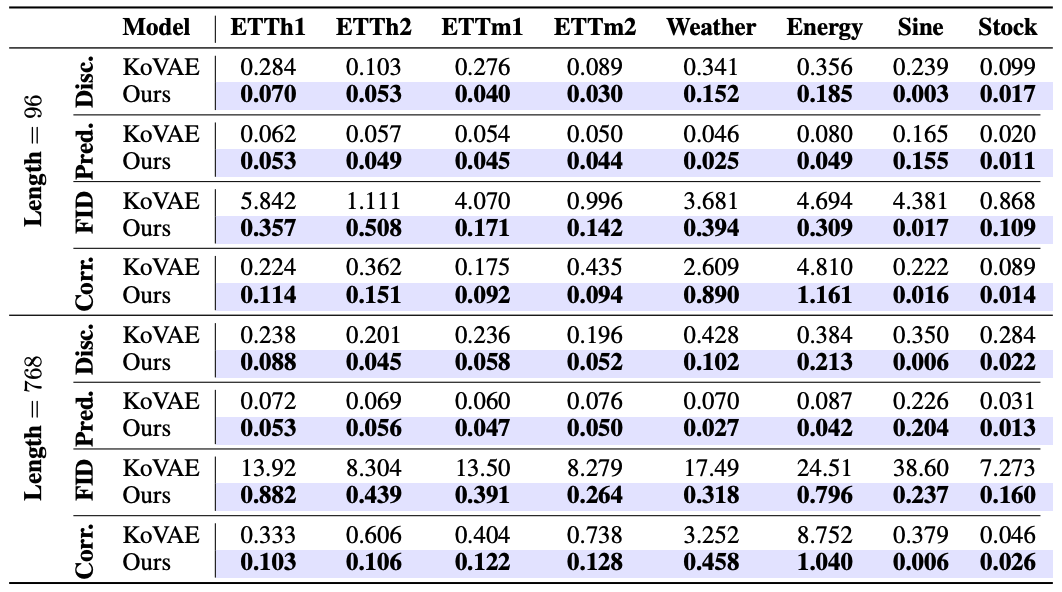 Model ETTh1 ETTh2 ETTm1 ETTm2 Weather Energy Sine Stock
Length = 96
Disc.
KoVAE 0.284 0.103 0.276 0.089 0.341 0.356 0.239 0.099
Ours 0.070 0.053 0.040 0.030 0.152 0.185 0.003 0.017
Pred.
KoVAE 0.062 0.057 0.054 0.050 0.046 0.080 0.165 0.020
Ours 0.053 0.049 0.045 0.044 0.025 0.049 0.155 0.011
FID
KoVAE 5.842 1.111 4.070 0.996 3.681 4.694 4.381 0.868
Ours 0.357 0.508 0.171 0.142 0.394 0.309 0.017 0.109
Corr.
KoVAE 0.224 0.362 0.175 0.435 2.609 4.810 0.222 0.089
Ours 0.114 0.151 0.092 0.094 0.890 1.161 0.016 0.014
Length = 768
Disc.
KoVAE 0.238 0.201 0.236 0.196 0.428 0.384 0.350 0.284
Ours 0.088 0.045 0.058 0.052 0.102 0.213 0.006 0.022
Pred.
KoVAE 0.072 0.069 0.060 0.076 0.070 0.087 0.226 0.031
Ours 0.053 0.056 0.047 0.050 0.027 0.042 0.204 0.013
FID
KoVAE 13.92 8.304 13.50 8.279 17.49 24.51 38.60 7.273
Ours 0.882 0.439 0.391 0.264 0.318 0.796 0.237 0.160
Corr.
KoVAE 0.333 0.606 0.404 0.738 3.252 8.752 0.379 0.046
Ours 0.103 0.106 0.122 0.128 0.458 1.040 0.006 0.026